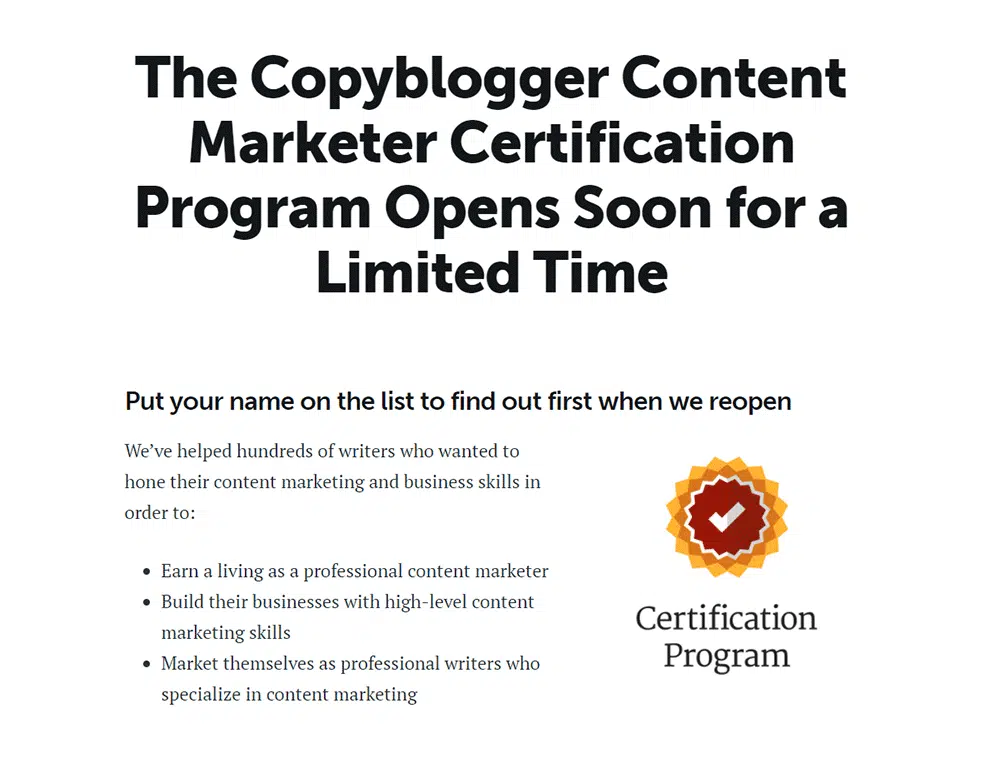 The Copyblogger Content
Marketer Certification
Program Opens Soon for a
Limited Time
Put your name on the list to find out first when we reopen
We’ve helped hundreds of writers who wanted to
hone their content marketing and business skills in
order to:
• Earn a living as a professional content marketer
• Build their businesses with high-level content
marketing skills
• Market themselves as professional writers who
specialize in content marketing
Certification
Program